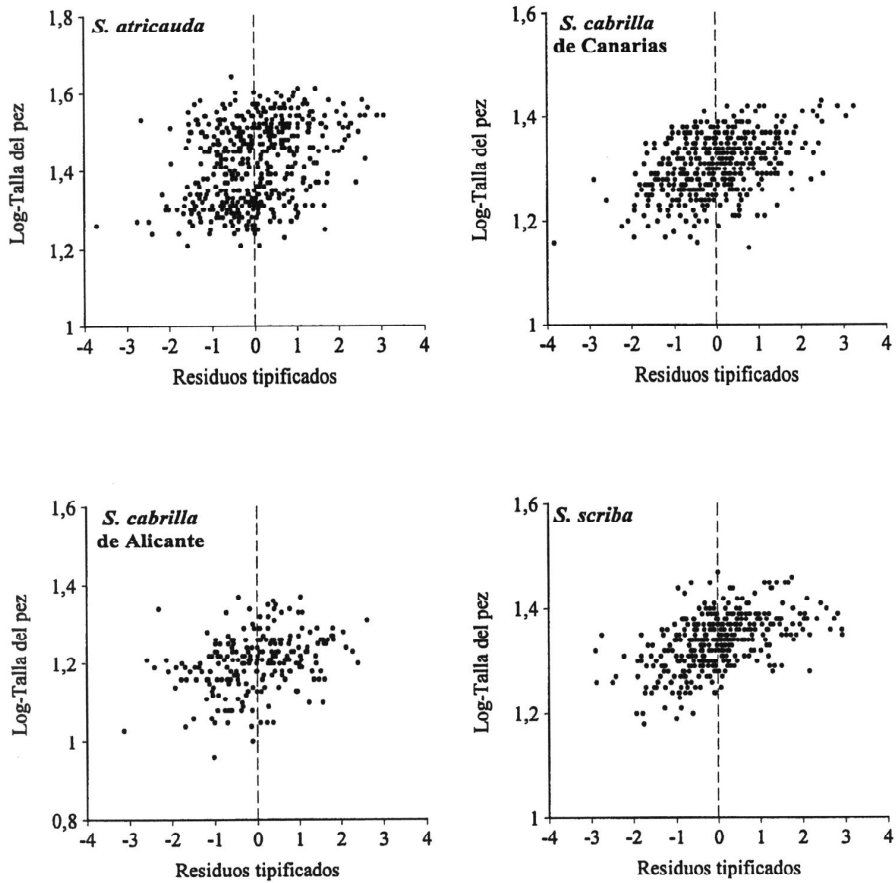 S. atricauda
1,8
1,6
1,4
1,2
1
Log-Talla del pez
-4 -3 -2 -1 0 1 2 3 4
Residuos tipificados
S. cabrilla
de Canarias
1,6
1,4
1,2
1
Log-Talla del pez
-4 -3 -2 -1 0 1 2 3 4
Residuos tipificados
S. cabrilla
de Alicante
1,6
1,4
1,2
1
0,8
Log-Talla del pez
-4 -3 -2 -1 0 1 2 3 4
Residuos tipificados
S. scriba
1,6
1,4
1,2
1
Log-Talla del pez
-4 -3 -2 -1 0 1 2 3 4
Residuos tipificados